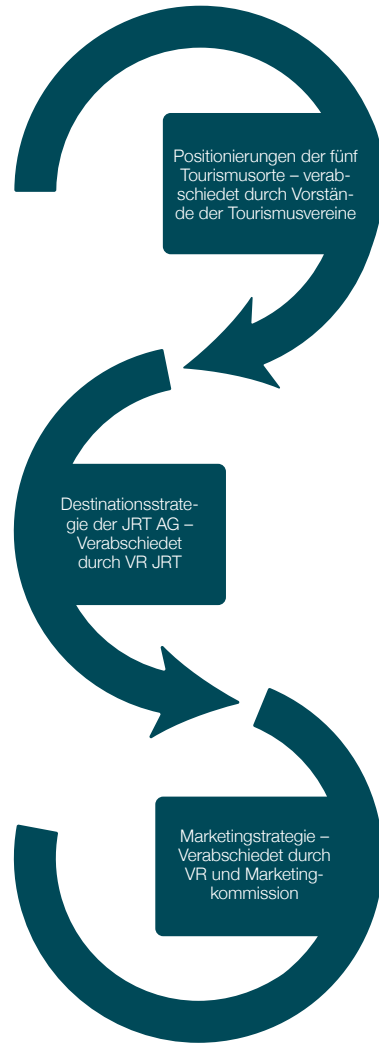 Positionierungen der fünf
Tourismusorte – verab-
schiedet durch Vorstän-
de der Tourismusvereine
Destinationsstrate-
gie der JRT AG –
Verabschiedet
durch VR JRT
Marketingstrategie –
Verabschiedet durch
VR und Marketing-
kommission